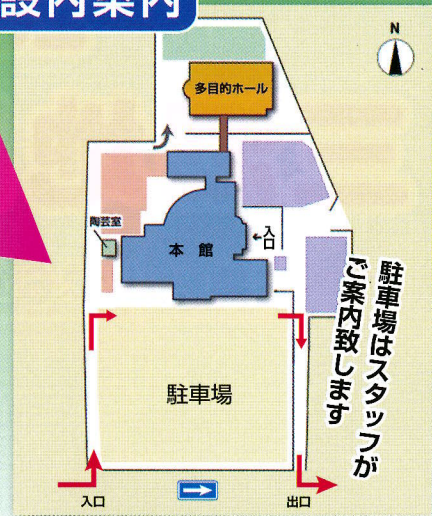 設内案内
N
多目的ホール
陶芸室
本館
←入口
駐車場はスタッフが
ご案内致します
駐車場
入口
出口